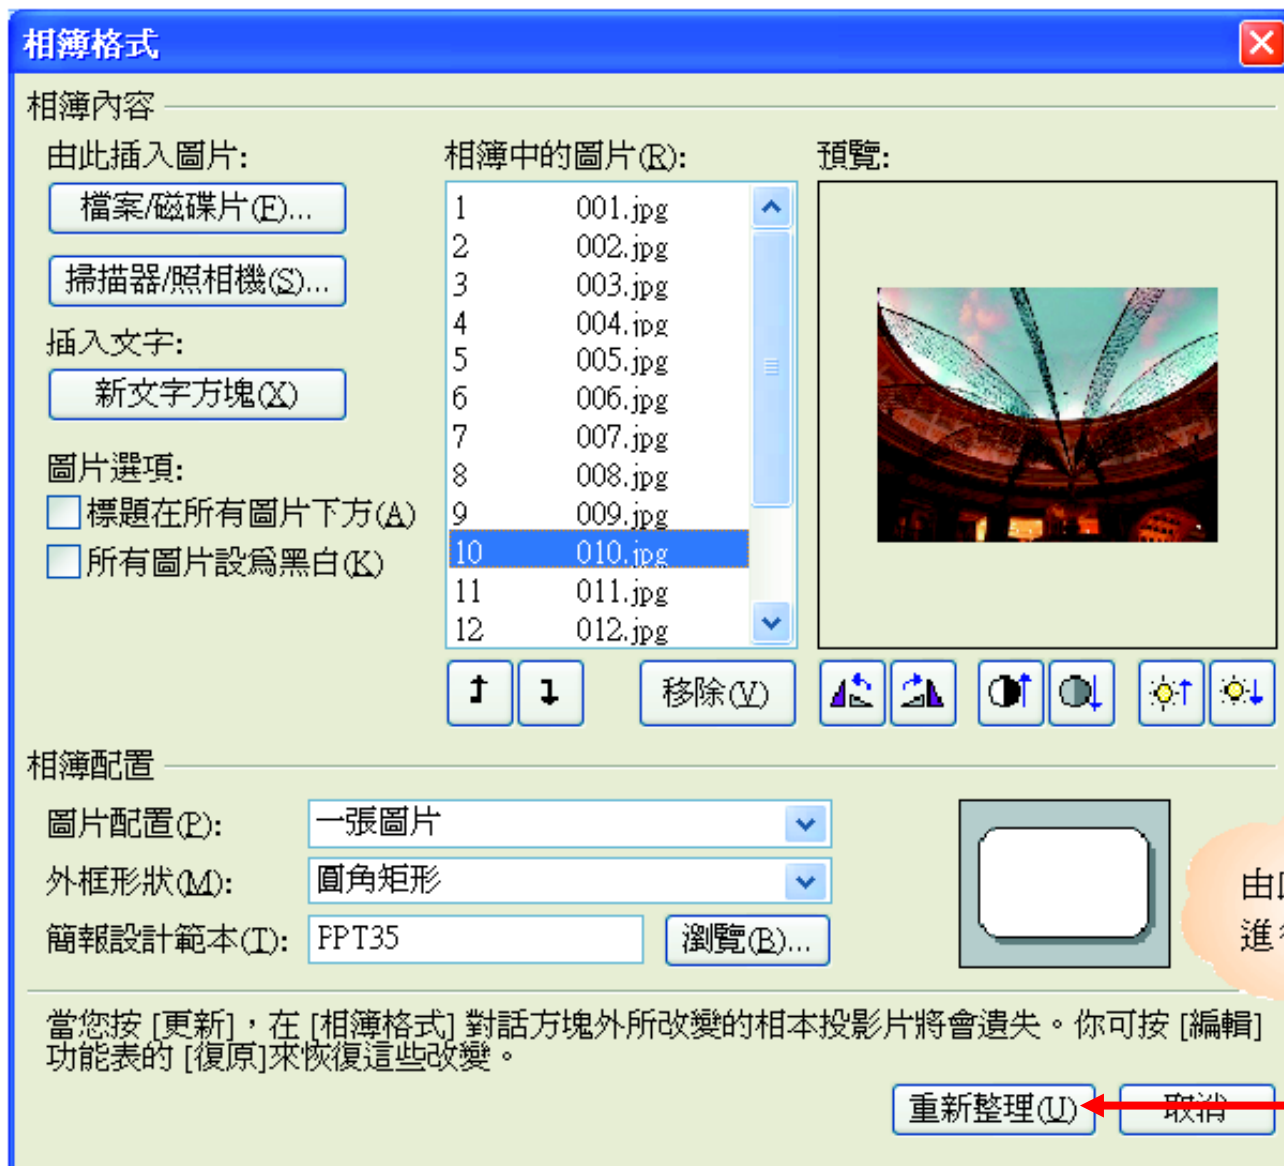 相簿格式
相簿內容
由此插入圖片:
檔案/磁碟片(F)...
掃描器/照相機(S)...
插入文字:
新文字方塊(X)
圖片選項:
標題在所有圖片下方(A)
所有圖片設為黑白(K)
相簿中的圖片(R):
1 001.jpg
2 002.jpg
3 003.jpg
4 004.jpg
5 005.jpg
6 006.jpg
7 007.jpg
8 008.jpg
9 009.jpg
10 010.jpg
11 011.jpg
12 012.jpg
移除(V)
預覽:
相簿配置
圖片配置(P): 一張圖片
外框形狀(M): 圓角矩形
簡報設計範本(T): PPT35 瀏覽(B)...
由
當您按 [更新]，在 [相簿格式] 對話方塊外所改變的相本投影片將會遺失。你可按 [編輯]
功能表的 [復原]來恢復這些改變。
重新整理(U) 取消